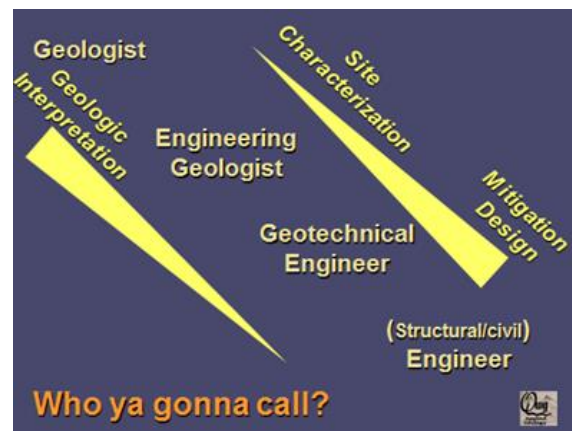 Geologist
Geologic
Interpretation
Site
Characterization
Engineering
Geologist
Mitigation
Design
Geotechnical
Engineer
(Structural/civil)
Engineer
Who ya gonna call?